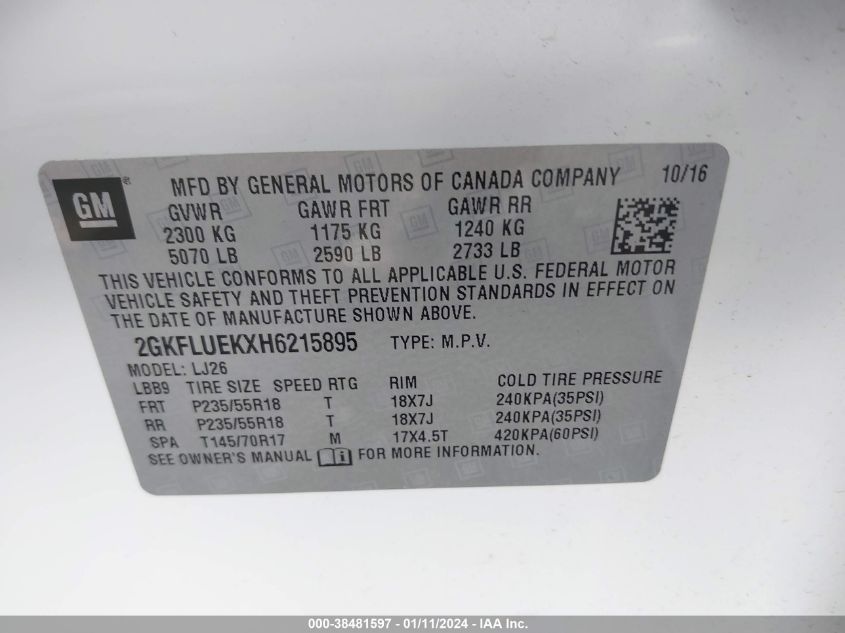 GM ®
MFD BY GENERAL MOTORS OF CANADA COMPANY 10/16
GVWR GAWR FRT GAWR RR
2300 KG 1175 KG 1240 KG
5070 LB 2590 LB 2733 LB
THIS VEHICLE CONFORMS TO ALL APPLICABLE U.S. FEDERAL MOTOR
VEHICLE SAFETY AND THEFT PREVENTION STANDARDS IN EFFECT ON
THE DATE OF MANUFACTURE SHOWN ABOVE.
2GKFLUEKXH6215895 TYPE: M.P.V.
MODEL: LJ26
LBB9 TIRE SIZE SPEED RTG RIM COLD TIRE PRESSURE
FRT P235/55R18 T 18X7J 240KPA(35PSI)
RR P235/55R18 T 18X7J 240KPA(35PSI)
SPA T145/70R17 M 17X4.5T 420KPA(60PSI)
SEE OWNER'S MANUAL FOR MORE INFORMATION.
000-38481597 - 01/11/2024 - IAA Inc.